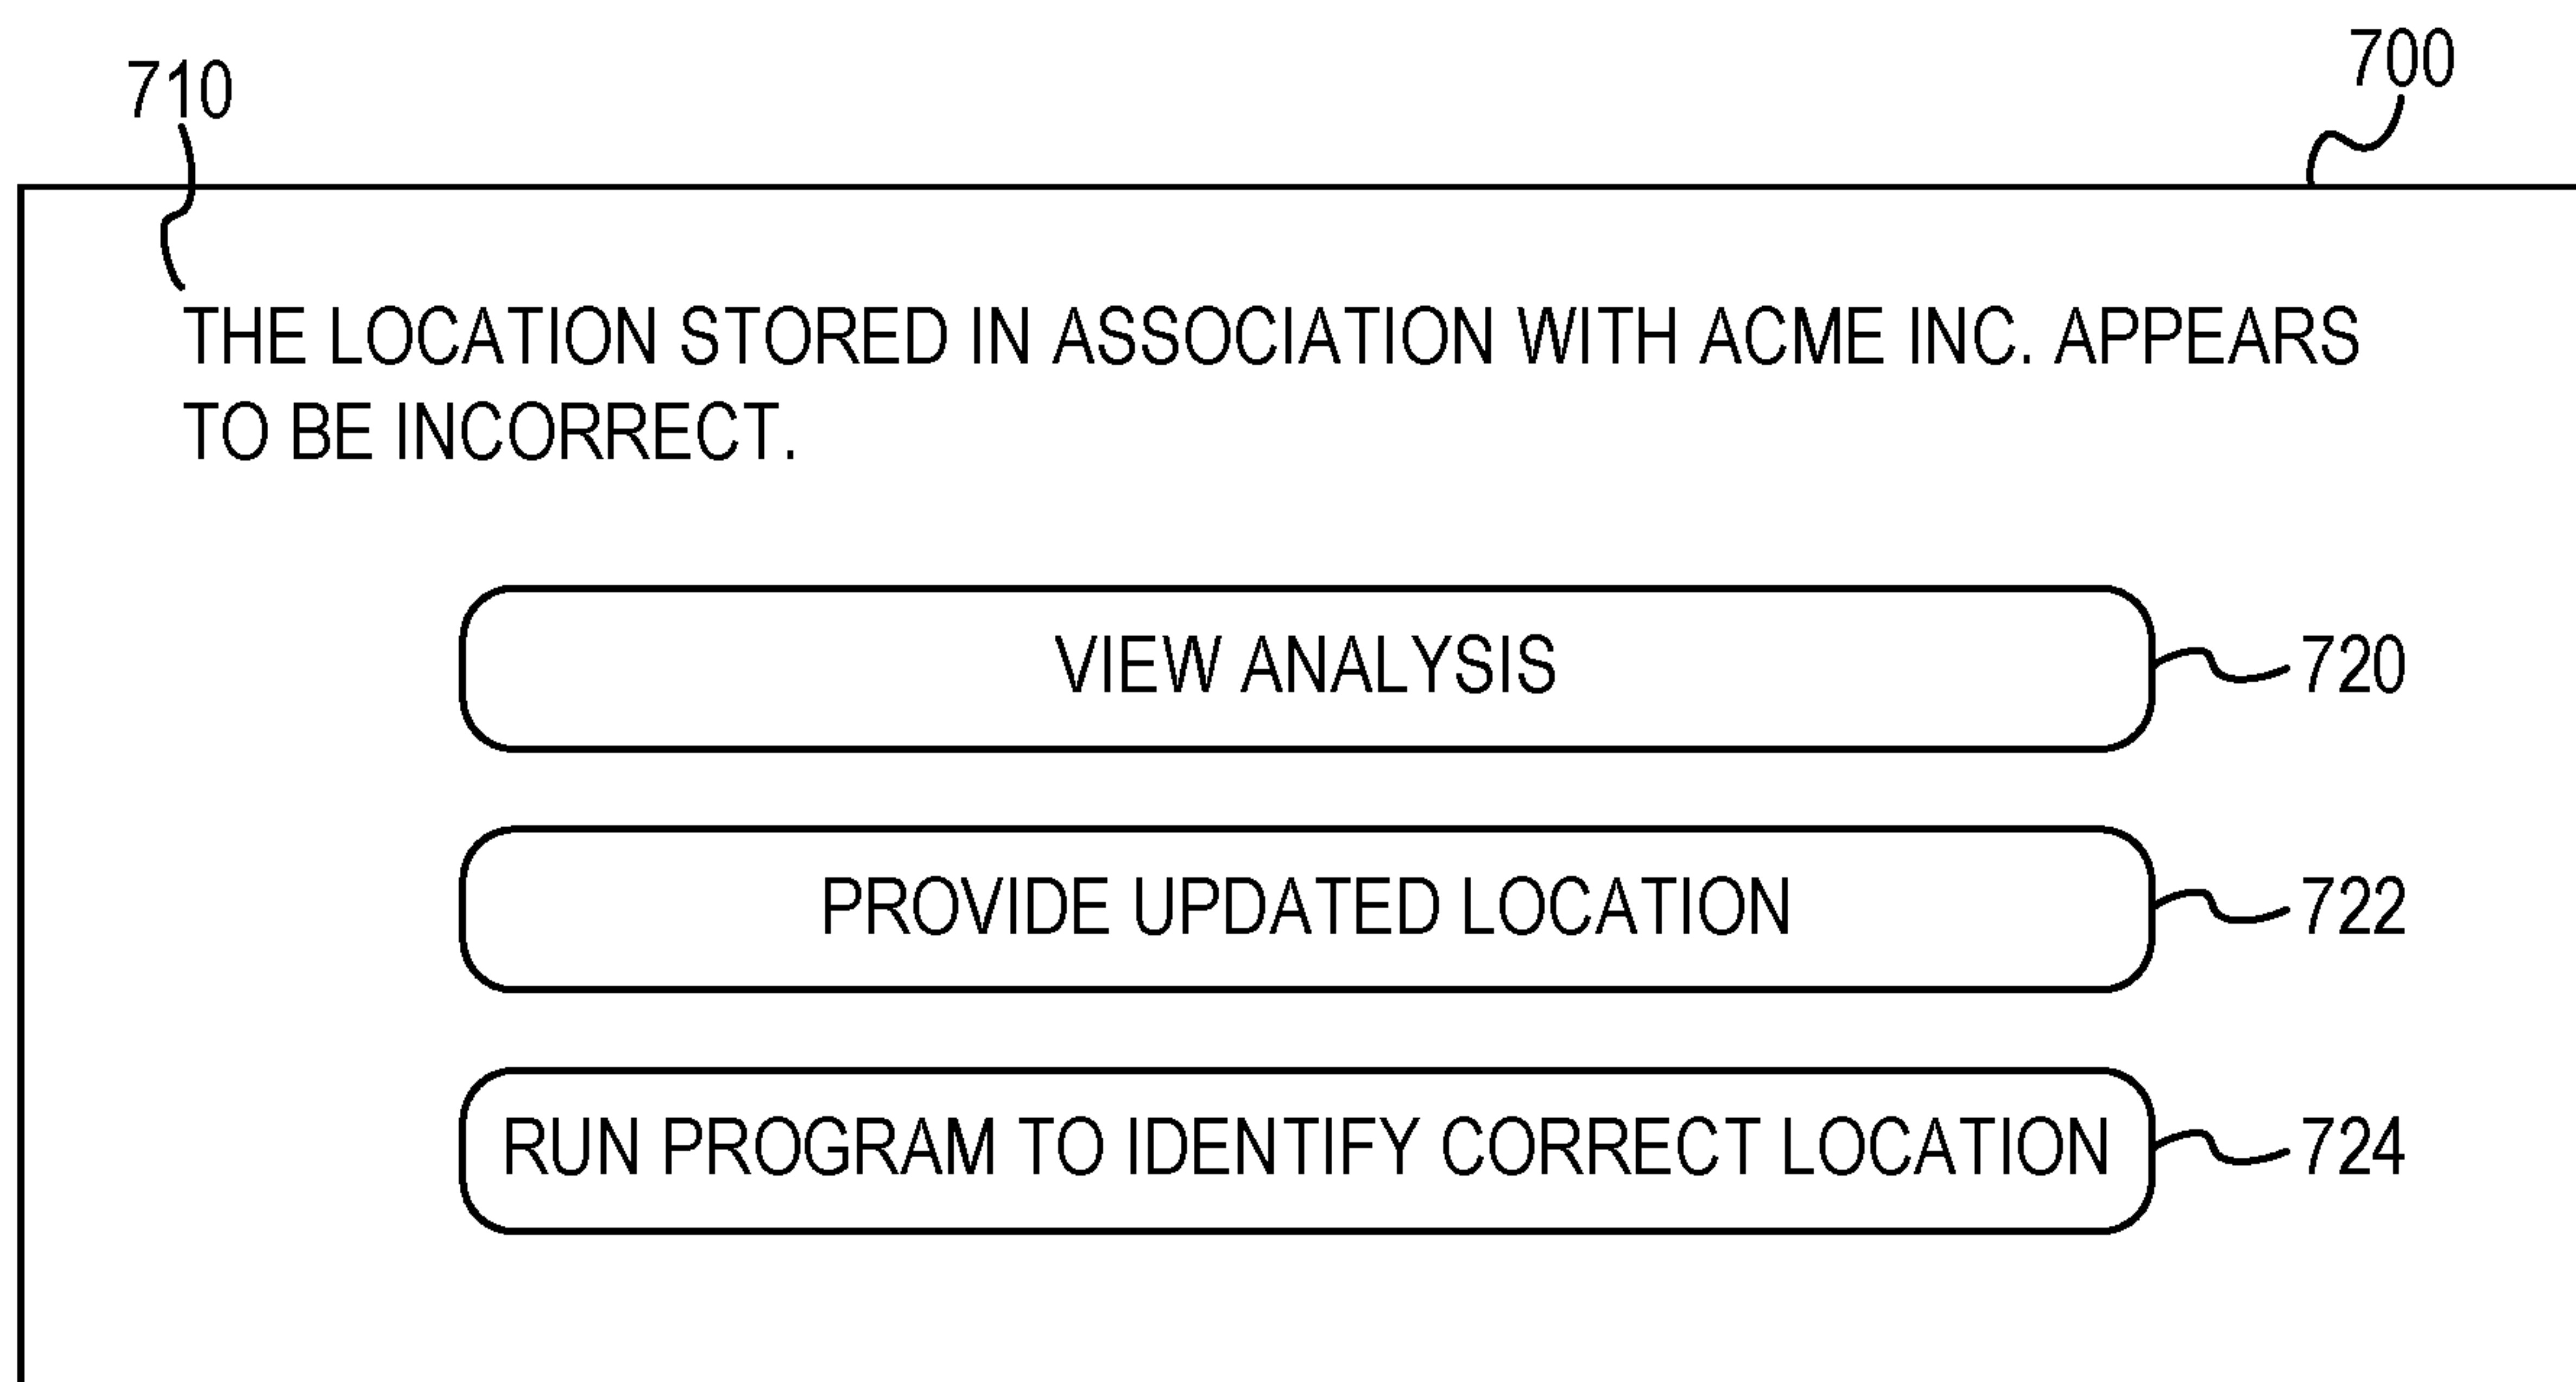 710
700
THE LOCATION STORED IN ASSOCIATION WITH ACME INC. APPEARS
TO BE INCORRECT.
VIEW ANALYSIS
720
PROVIDE UPDATED LOCATION
722
RUN PROGRAM TO IDENTIFY CORRECT LOCATION
724